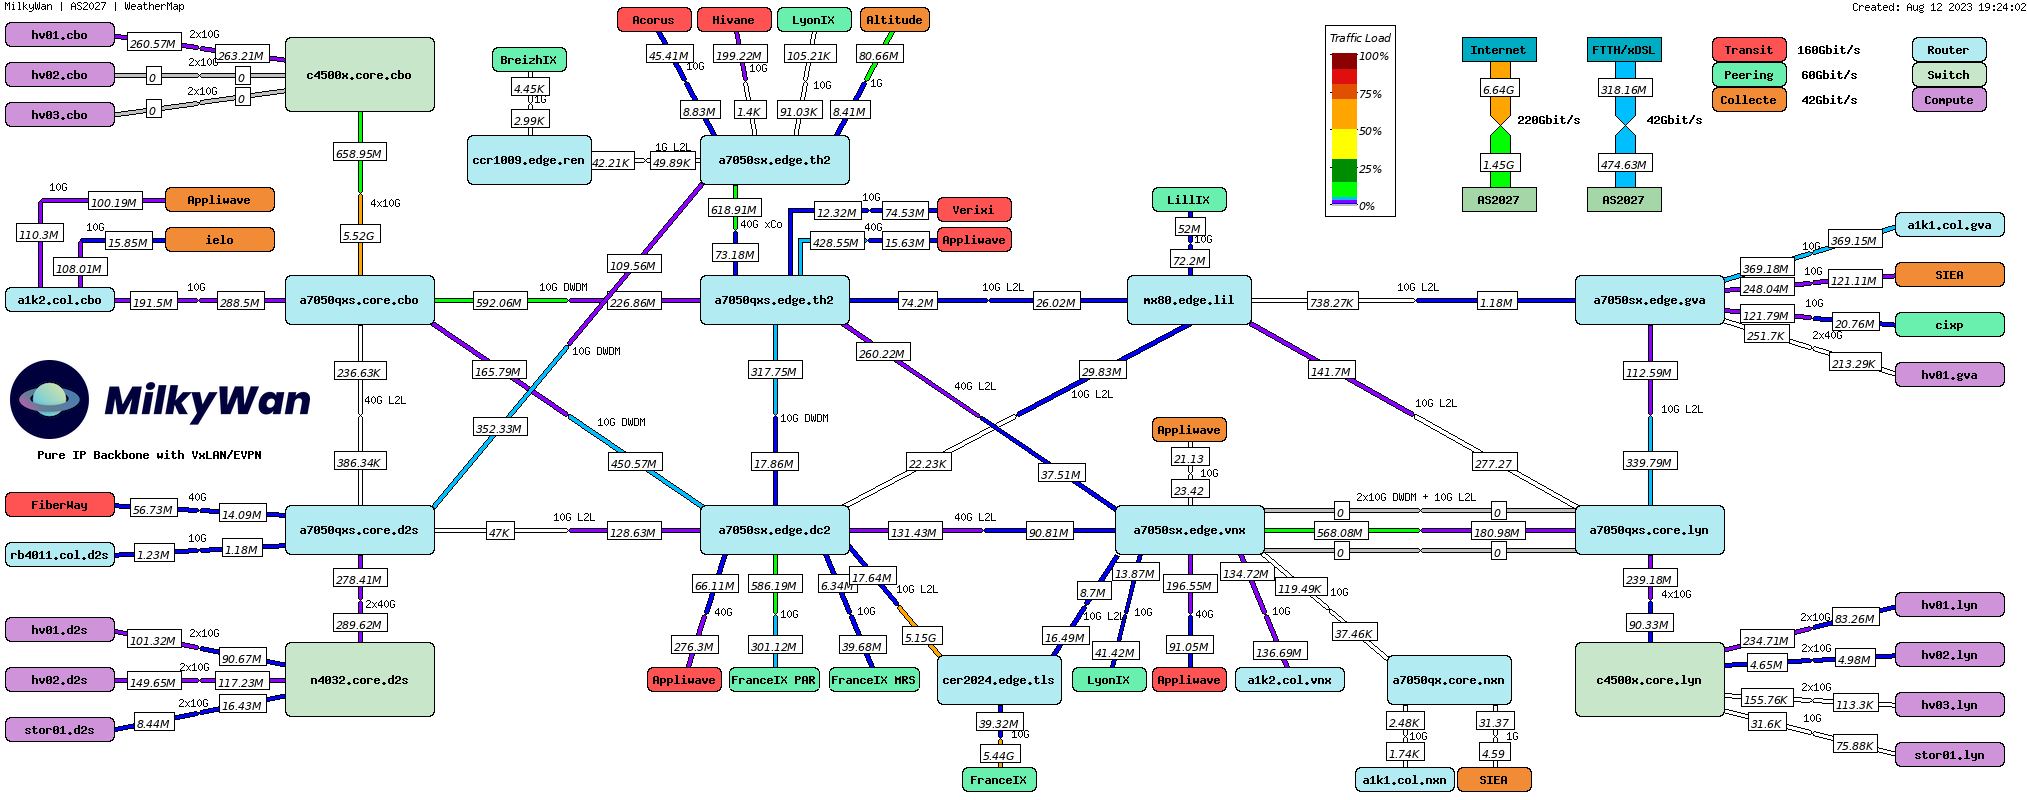 MilkyWan | AS2027 | WeatherMap
Created: Aug 12 2023 19:24:02
hv01.cbo
260.57M
2x10G
263.21M
hv02.cbo
0
2x10G
0
hv03.cbo
0
2x10G
0
c4500x.core.cbo
658.95M
4x10G
5.52G
Appliwave
10G
100.19M
110.3M
ielo
10G
15.85M
108.01M
a1k2.col.cbo
191.5M
10G
288.5M
a7050qxs.core.cbo
592.06M
10G DWDM
226.86M
236.63K
40G L2L
386.34K
165.79M
10G DWDM
450.57M
BreizhIX
4.45K
1G
2.99K
ccr1009.edge.ren
42.21K
1G L2L
49.89K
Acorus
45.41M
10G
8.83M
Hivane
199.22M
10G
1.4K
LyonIX
105.21K
10G
91.03K
Altitude
80.66M
1G
8.41M
a7050sx.edge.th2
618.91M
40G xCo
73.18M
109.56M
10G DWDM
352.33M
12.32M
10G
74.53M
Verixi
428.55M
40G
15.63M
Appliwave
a7050qxs.edge.th2
74.2M
10G L2L
26.02M
317.75M
10G DWDM
17.86M
260.22M
40G L2L
37.51M
LillIX
52M
10G
72.2M
mx80.edge.lil
738.27K
10G L2L
1.18M
29.83M
10G L2L
22.23K
141.7M
10G L2L
277.27
Traffic Load
100%
75%
50%
25%
0%
Internet
6.64G
220Gbit/s
1.45G
AS2027
FTTH/xDSL
318.16M
42Gbit/s
474.63M
AS2027
Transit
160Gbit/s
Peering
60Gbit/s
Collecte
42Gbit/s
Router
Switch
Compute
a7050sx.edge.gva
369.18M
10G
369.15M
a1k1.col.gva
248.04M
10G
121.11M
SIEA
121.79M
10G
20.76M
cixp
251.7K
2x40G
213.29K
hv01.gva
112.59M
10G L2L
339.79M
MilkyWan
Pure IP Backbone with VxLAN/EVPN
FiberWay
56.73M
40G
14.09M
rb4011.col.d2s
1.23M
10G
1.18M
a7050qxs.core.d2s
47K
10G L2L
128.63M
278.41M
2x40G
289.62M
hv01.d2s
101.32M
2x10G
90.67M
hv02.d2s
149.65M
2x10G
117.23M
stor01.d2s
8.44M
2x10G
16.43M
n4032.core.d2s
a7050sx.edge.dc2
131.43M
40G L2L
90.81M
66.11M
40G
276.3M
Appliwave
586.19M
10G
301.12M
FranceIX PAR
6.34M
10G
39.68M
FranceIX MRS
17.64M
10G L2L
5.15G
cer2024.edge.tls
39.32M
10G
5.44G
FranceIX
Appliwave
21.13
10G
23.42
a7050sx.edge.vnx
2x10G DWDM + 10G L2L
0
0
568.08M
180.98M
0
0
8.7M
10G L2L
16.49M
13.87M
10G
41.42M
LyonIX
196.55M
40G
91.05M
Appliwave
134.72M
10G
136.69M
a1k2.col.vnx
119.49K
10G
37.46K
a7050qx.core.nxn
2.48K
10G
1.74K
a1k1.col.nxn
31.37
1G
4.59
SIEA
a7050qxs.core.lyn
239.18M
4x10G
90.33M
c4500x.core.lyn
234.71M
2x10G
83.26M
hv01.lyn
4.65M
2x10G
4.98M
hv02.lyn
155.76K
2x10G
113.3K
hv03.lyn
31.6K
10G
75.88K
stor01.lyn